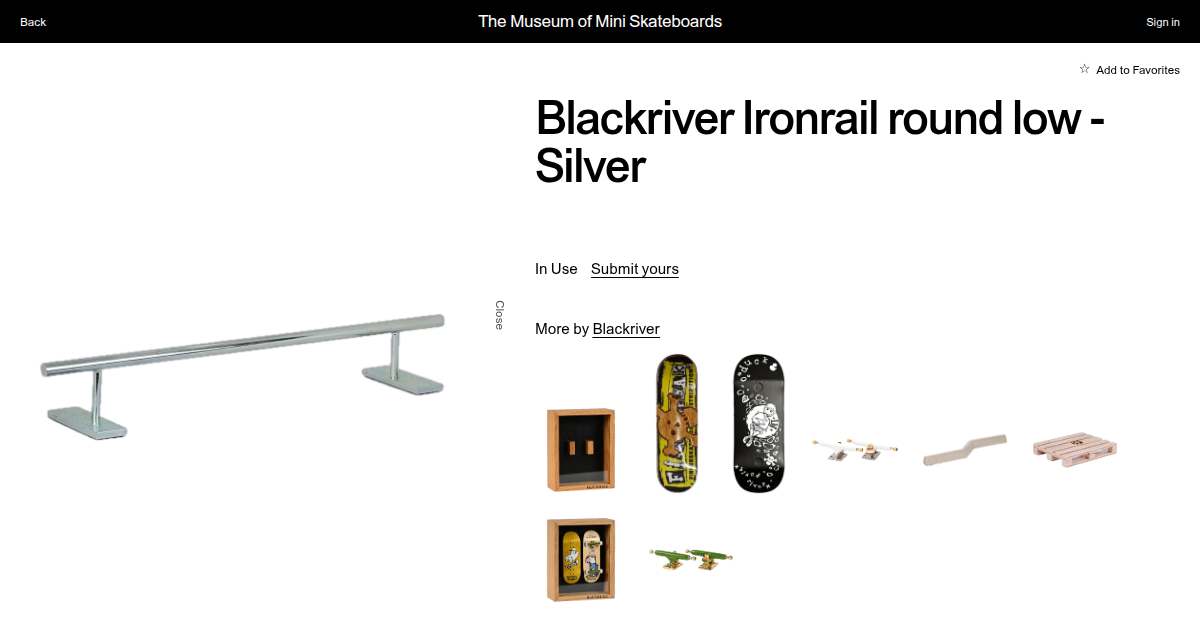 Back
The Museum of Mini Skateboards
Sign in
☆ Add to Favorites
Blackriver Ironrail round low -
Silver
In Use Submit yours
Close
More by Blackriver